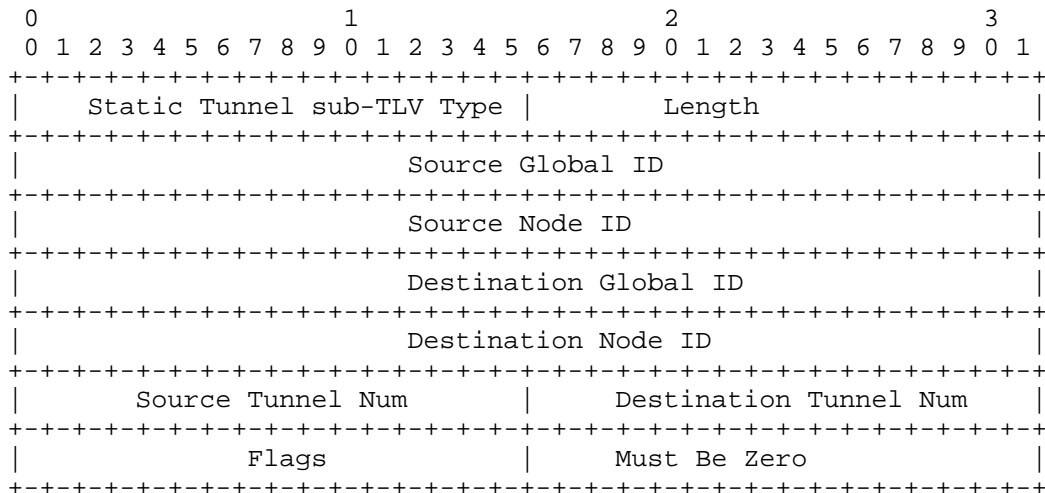 0                   1                   2                   3
 0 1 2 3 4 5 6 7 8 9 0 1 2 3 4 5 6 7 8 9 0 1 2 3 4 5 6 7 8 9 0 1
+-+-+-+-+-+-+-+-+-+-+-+-+-+-+-+-+-+-+-+-+-+-+-+-+-+-+-+-+-+-+-+-+
|    Static Tunnel sub-TLV Type |        Length                 |
+-+-+-+-+-+-+-+-+-+-+-+-+-+-+-+-+-+-+-+-+-+-+-+-+-+-+-+-+-+-+-+-+
|                        Source Global ID                       |
+-+-+-+-+-+-+-+-+-+-+-+-+-+-+-+-+-+-+-+-+-+-+-+-+-+-+-+-+-+-+-+-+
|                        Source Node ID                         |
+-+-+-+-+-+-+-+-+-+-+-+-+-+-+-+-+-+-+-+-+-+-+-+-+-+-+-+-+-+-+-+-+
|                        Destination Global ID                  |
+-+-+-+-+-+-+-+-+-+-+-+-+-+-+-+-+-+-+-+-+-+-+-+-+-+-+-+-+-+-+-+-+
|                        Destination Node ID                    |
+-+-+-+-+-+-+-+-+-+-+-+-+-+-+-+-+-+-+-+-+-+-+-+-+-+-+-+-+-+-+-+-+
|       Source Tunnel Num       |     Destination Tunnel Num    |
+-+-+-+-+-+-+-+-+-+-+-+-+-+-+-+-+-+-+-+-+-+-+-+-+-+-+-+-+-+-+-+-+
|              Flags            |     Must Be Zero              |
+-+-+-+-+-+-+-+-+-+-+-+-+-+-+-+-+-+-+-+-+-+-+-+-+-+-+-+-+-+-+-+-+